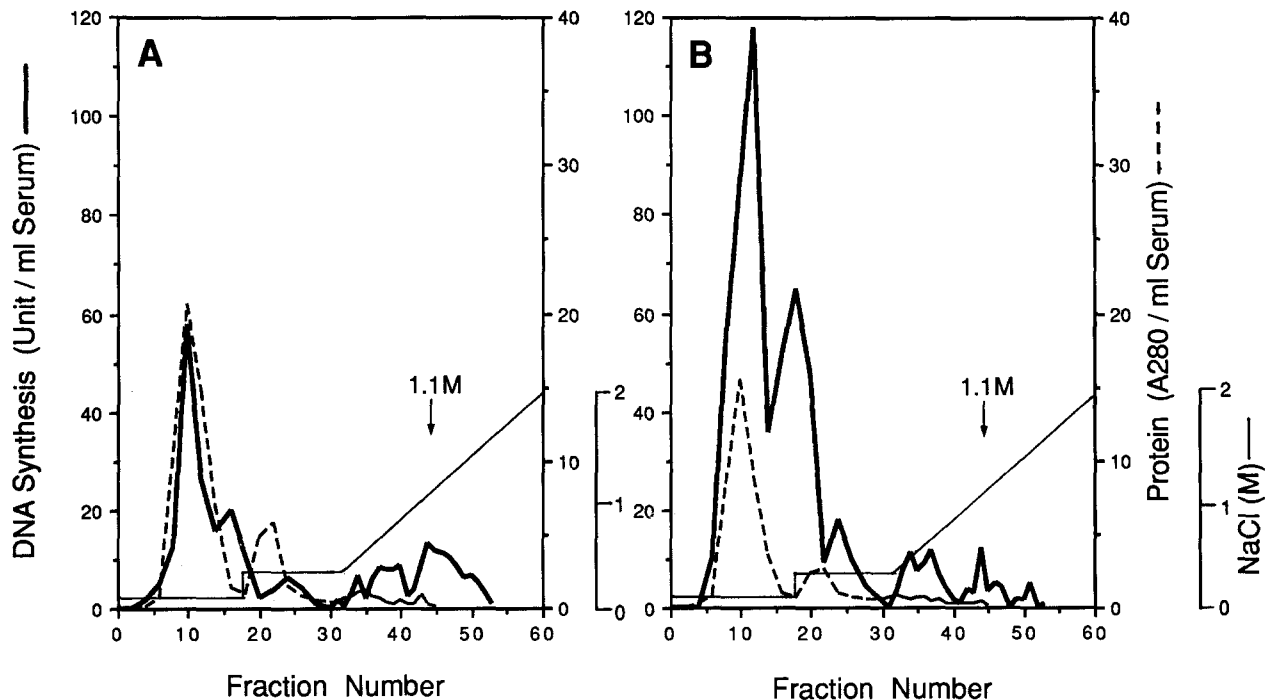 A
B
DNA Synthesis (Unit / ml Serum)
120
100
80
60
40
20
0
40
30
20
10
0
2
1
0
1.1M
0 10 20 30 40 50 60
Fraction Number
120
100
80
60
40
20
0
40
30
20
10
0
1.1M
0 10 20 30 40 50 60
Fraction Number
Protein (A280 / ml Serum)
2
1
0
NaCl (M)